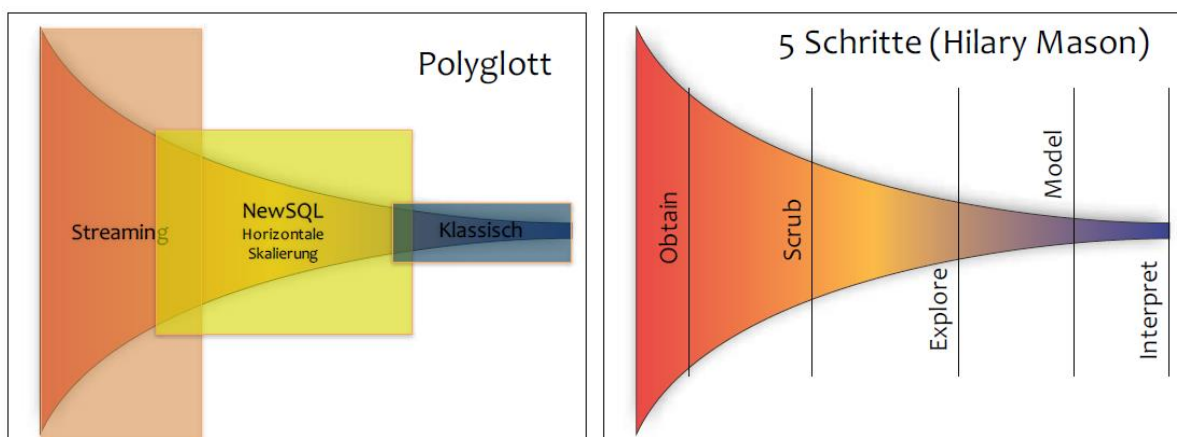 Polyglott
Streaming
NewSQL
Horizontale
Skalierung
Klassisch
5 Schritte (Hilary Mason)
Obtain
Scrub
Explore
Model
Interpret